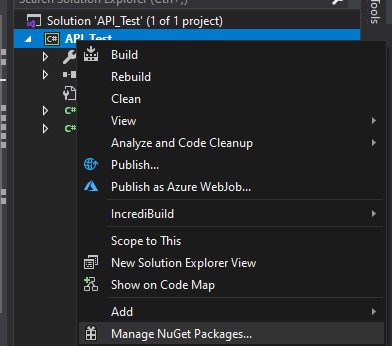 Search Solution Explorer (Ctrl+;)
Tools
Solution 'API_Test' (1 of 1 project)
C# API_Test
Build
Rebuild
Clean
View
C#
C#
Analyze and Code Cleanup
Publish...
Publish as Azure WebJob...
IncrediBuild
Scope to This
New Solution Explorer View
Show on Code Map
Add
Manage NuGet Packages...